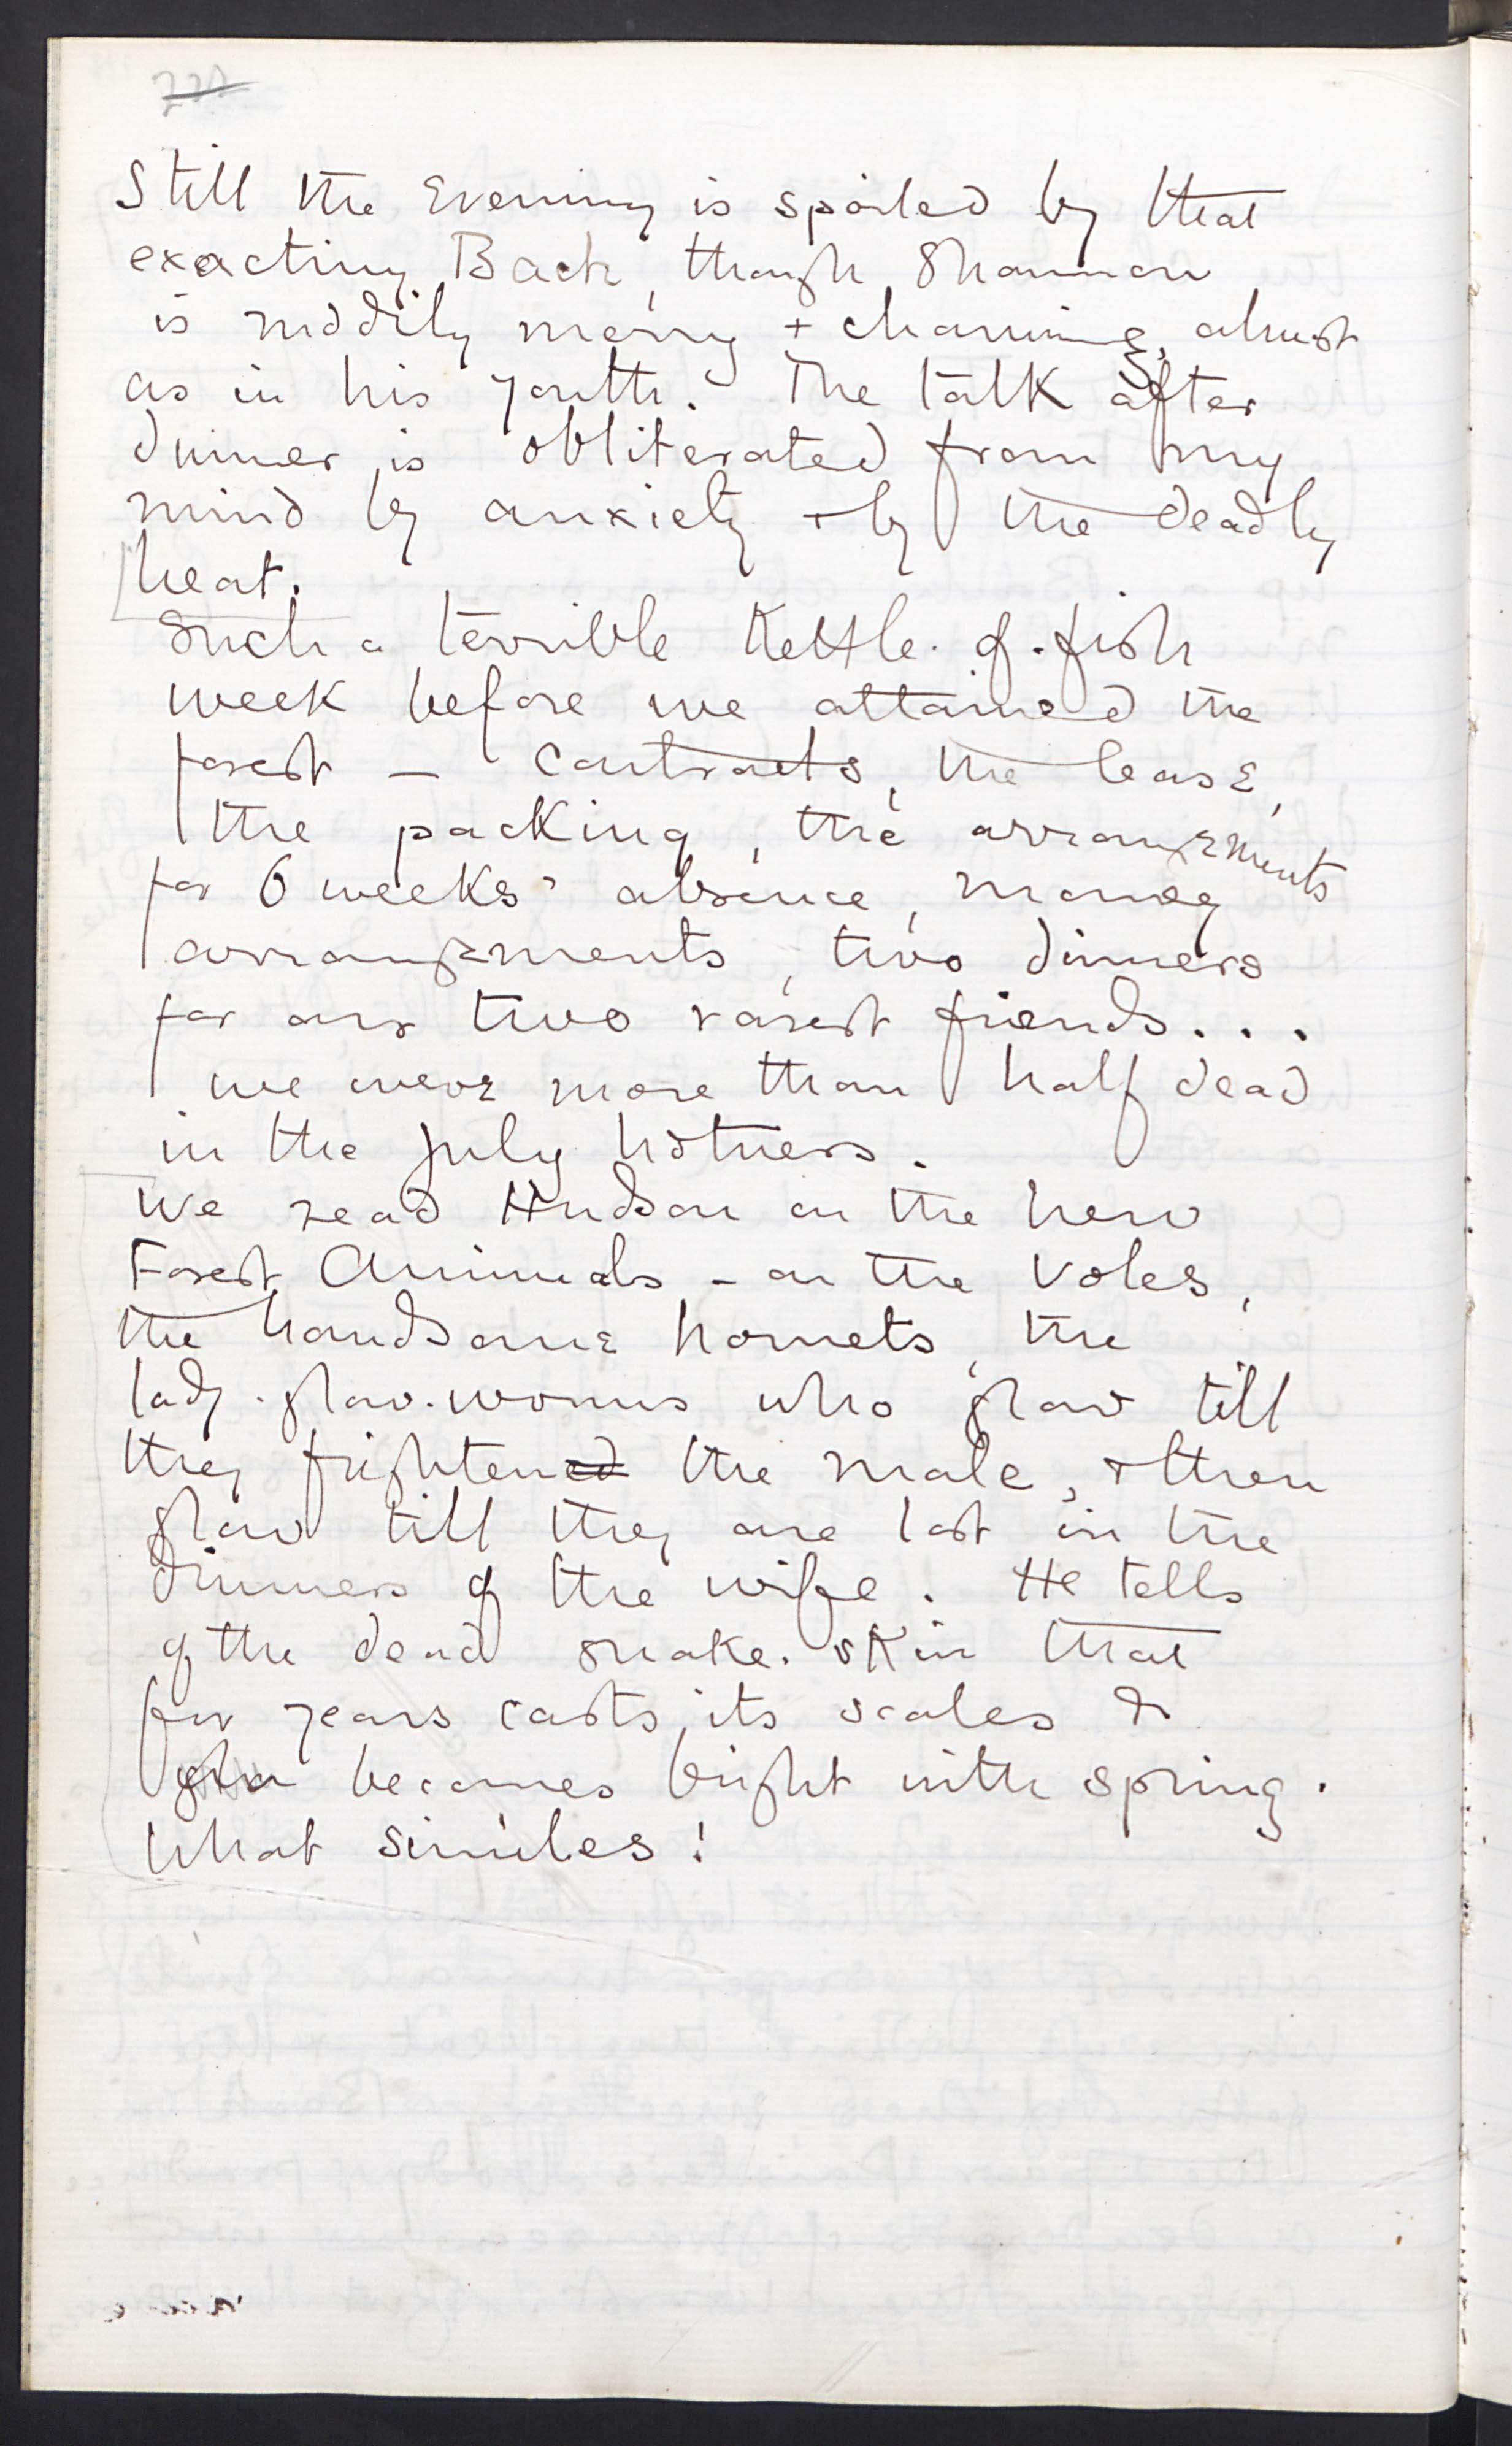 Still the Evening is spoiled by that
exacting Back, though Shannon
is ruddily merry + charming, almost
as in his youth. The talk after
dinner is obliterated from my
mind by anxiety + by the deadly
heat.
Such a terrible Kettle-of-fish
week before we attained the
forest — Contracts, the lease,
the packing, the arrangements
for 6 weeks' absence, money
arrangements, two dinners
for our two rarest friends...
we were more than half dead
in the July hotness.
We read Hudson on the New
Forest Animals - on the voles,
the handsome hornets, the
lady-glow-worms who glow till
they frightened the male, + then
glow till they are lost in the
dinners of the wife. He tells
of the dead snake-skin that
for years casts its scales &
becomes bright with spring.
What similes!